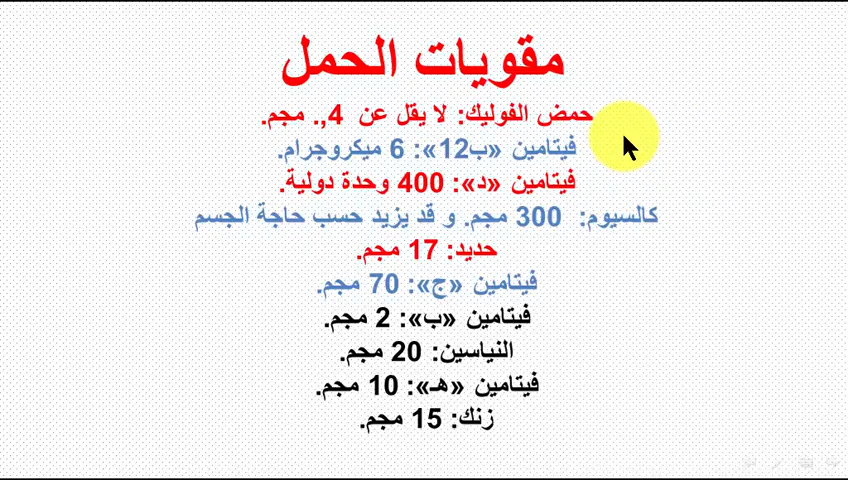 مقويات الحمل
حمض الفوليك: لا يقل عن 4,. مجم.
فيتامين «ب12»: 6 ميكروجرام.
فيتامين «د»: 400 وحدة دولية.
كالسيوم: 300 مجم. و قد يزيد حسب حاجة الجسم
حديد: 17 مجم.
فيتامين «ج»: 70 مجم.
فيتامين «ب»: 2 مجم.
النياسين: 20 مجم.
فيتامين «هـ»: 10 مجم.
زنك: 15 مجم.